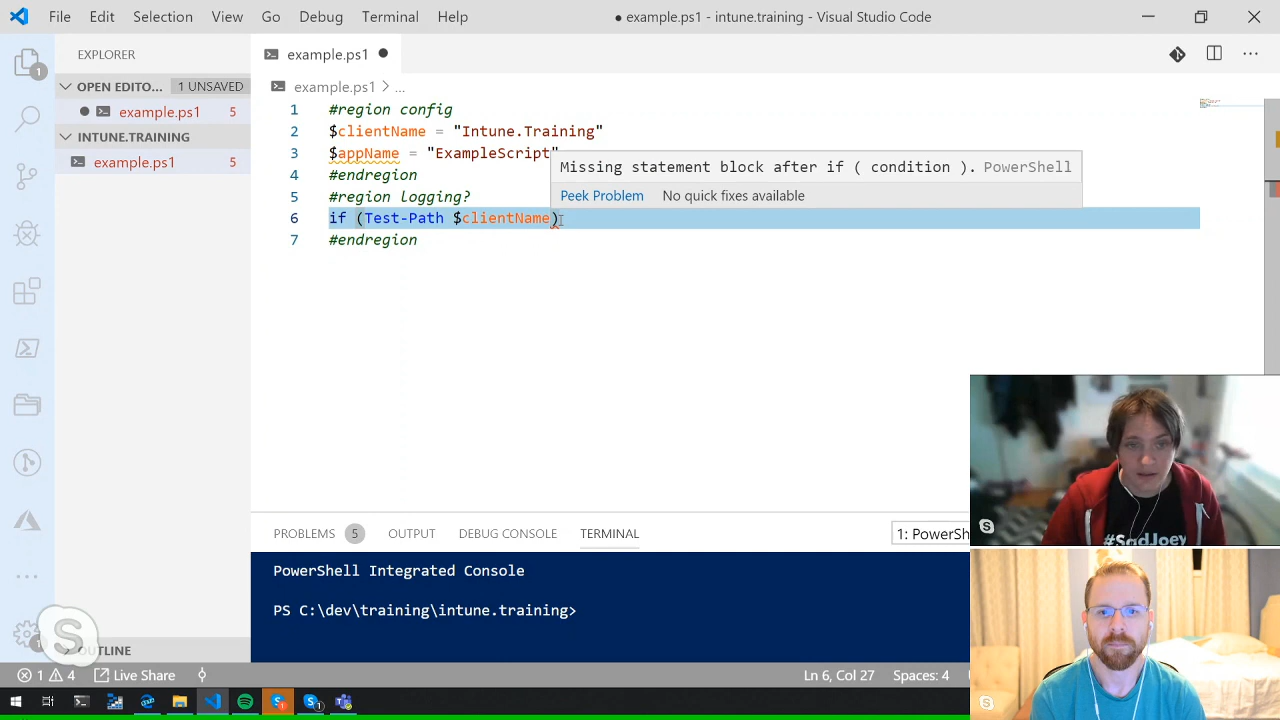 File Edit Selection View Go Debug Terminal Help
● example.ps1 - intune.training - Visual Studio Code
EXPLORER
OPEN EDITO... 1 UNSAVED
example.ps1 5
INTUNE.TRAINING
example.ps1 5
OUTLINE
1
example.ps1
example.ps1 > ...
1 #region config
2 $clientName = "Intune.Training"
3 $appName = "ExampleScript"
4 #endregion
5 #region logging?
6 if (Test-Path $clientName)
7 #endregion
Missing statement block after if ( condition ). PowerShell
Peek Problem No quick fixes available
PROBLEMS 5 OUTPUT DEBUG CONSOLE TERMINAL
1: PowerSh
PowerShell Integrated Console
PS C:\dev\training\intune.training>
#SadJoey
1 4 Live Share
Ln 6, Col 27 Spaces: 4